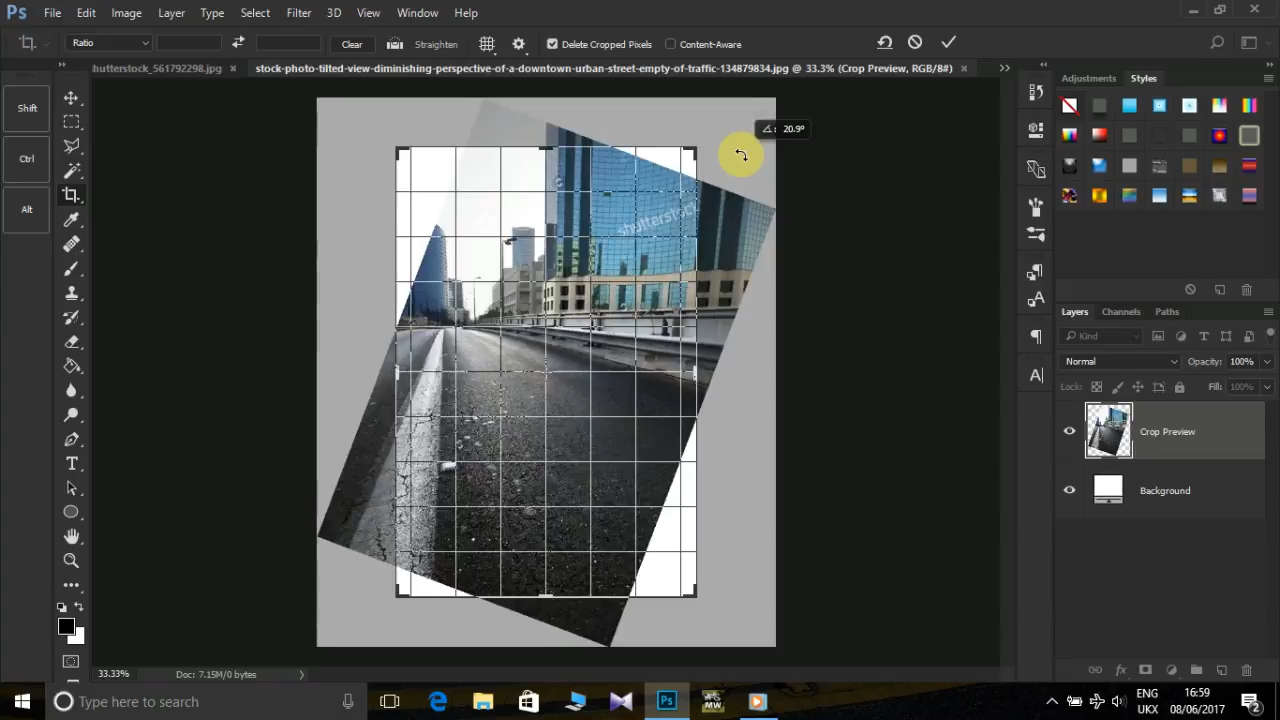 Ps File Edit Image Layer Type Select Filter 3D View Window Help
Ratio Clear Straighten Delete Cropped Pixels Content-Aware
hutterstock_561792298.jpg × stock-photo-tilted-view-diminishing-perspective-of-a-downtown-urban-street-empty-of-traffic-134879834.jpg @ 33.3% (Crop Preview, RGB/8#) ×
Adjustments Styles
Shift
Ctrl
Alt
20.9°
shutterstock
Layers Channels Paths
Kind
Normal Opacity: 100%
Lock: Fill: 100%
Crop Preview
Background
33.33% Doc: 7.15M/0 bytes
Type here to search
Ps
MW
ENG
UKX
16:59
08/06/2017
2